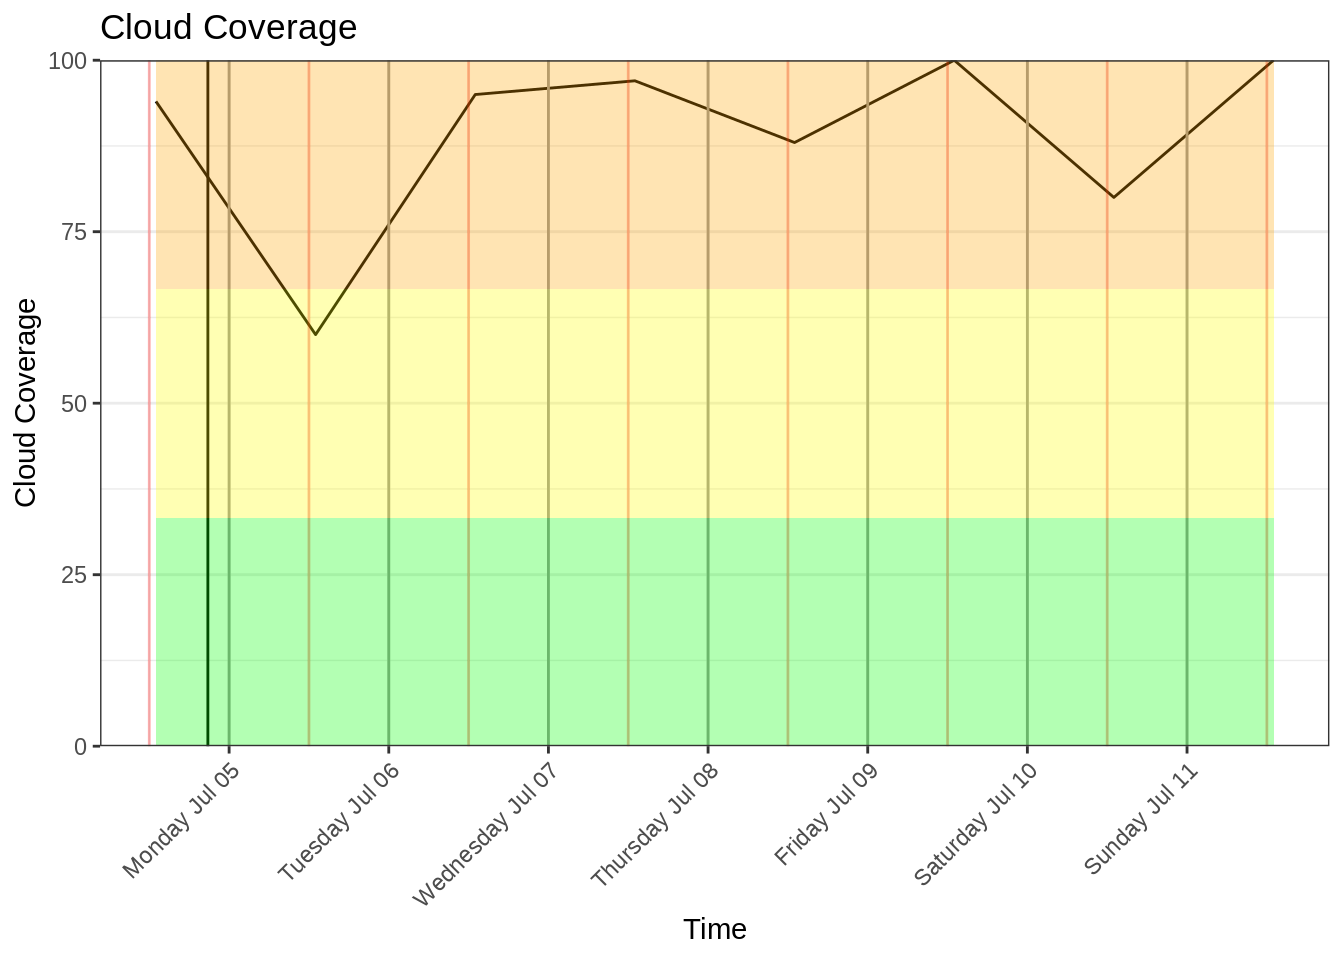 Cloud Coverage
100
75
50
25
0
Cloud Coverage
Monday Jul 05
Tuesday Jul 06
Wednesday Jul 07
Thursday Jul 08
Friday Jul 09
Saturday Jul 10
Sunday Jul 11
Time